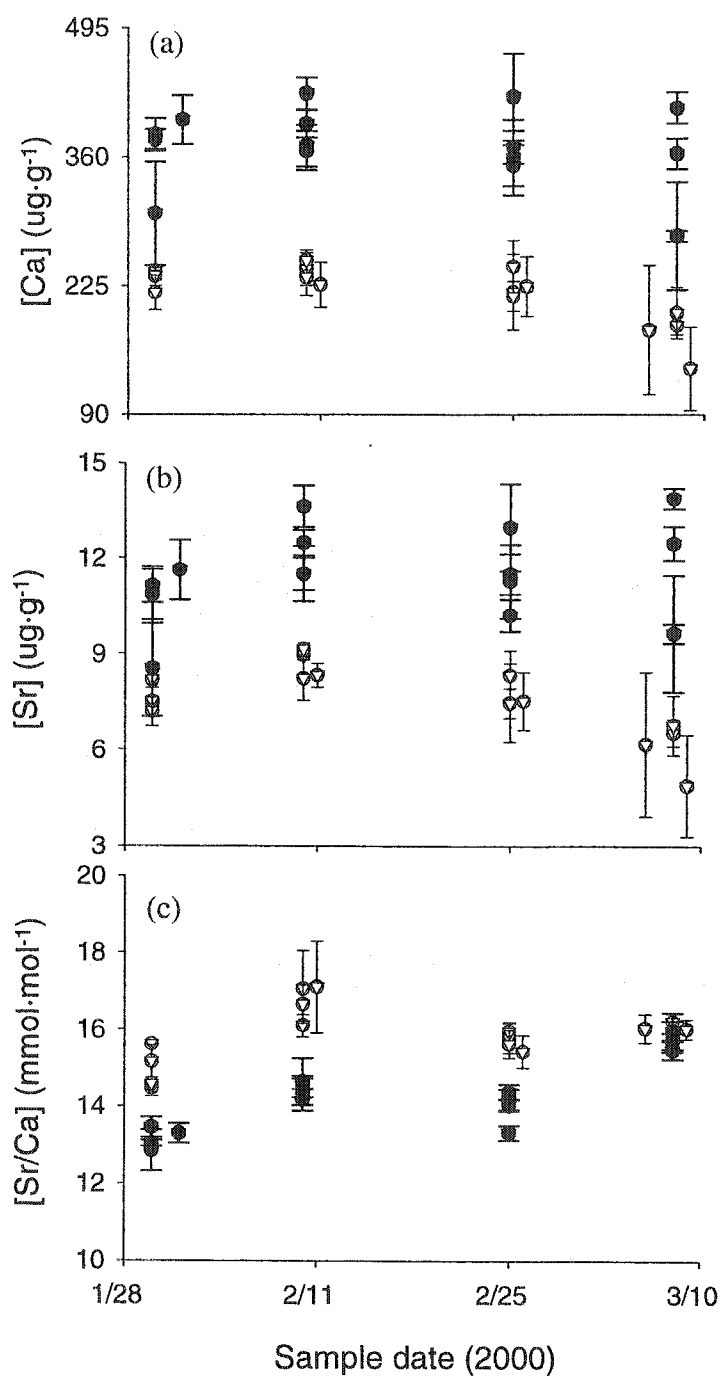 495
(a)
360
225
90
[Ca] (ug·g-1)
15
(b)
12
9
6
3
[Sr] (ug·g-1)
20
(c)
18
16
14
12
10
[Sr/Ca] (mmol·mol-1)
1/28 2/11 2/25 3/10
Sample date (2000)